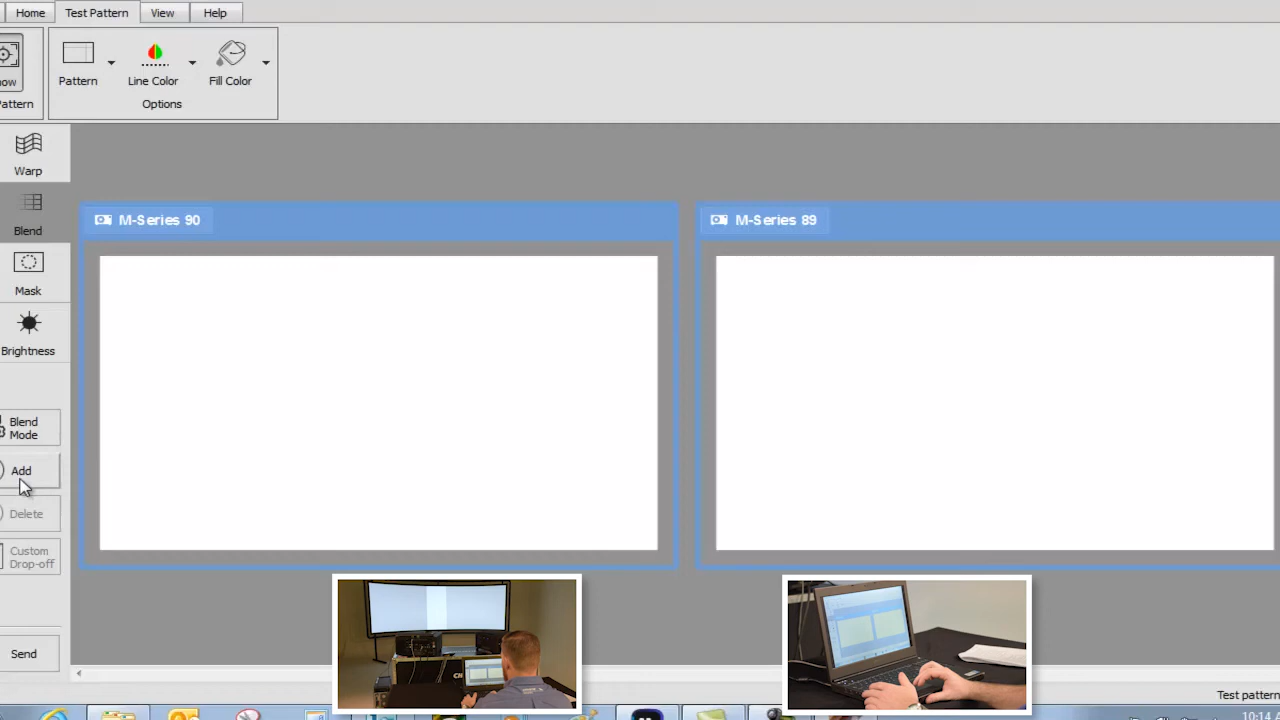 Home Test Pattern View Help
Pattern Line Color Fill Color
Options
Warp
Blend
Mask
Brightness
Blend
Mode
Add
Delete
Custom
Drop-off
Send
M-Series 90
M-Series 89
Test pattern